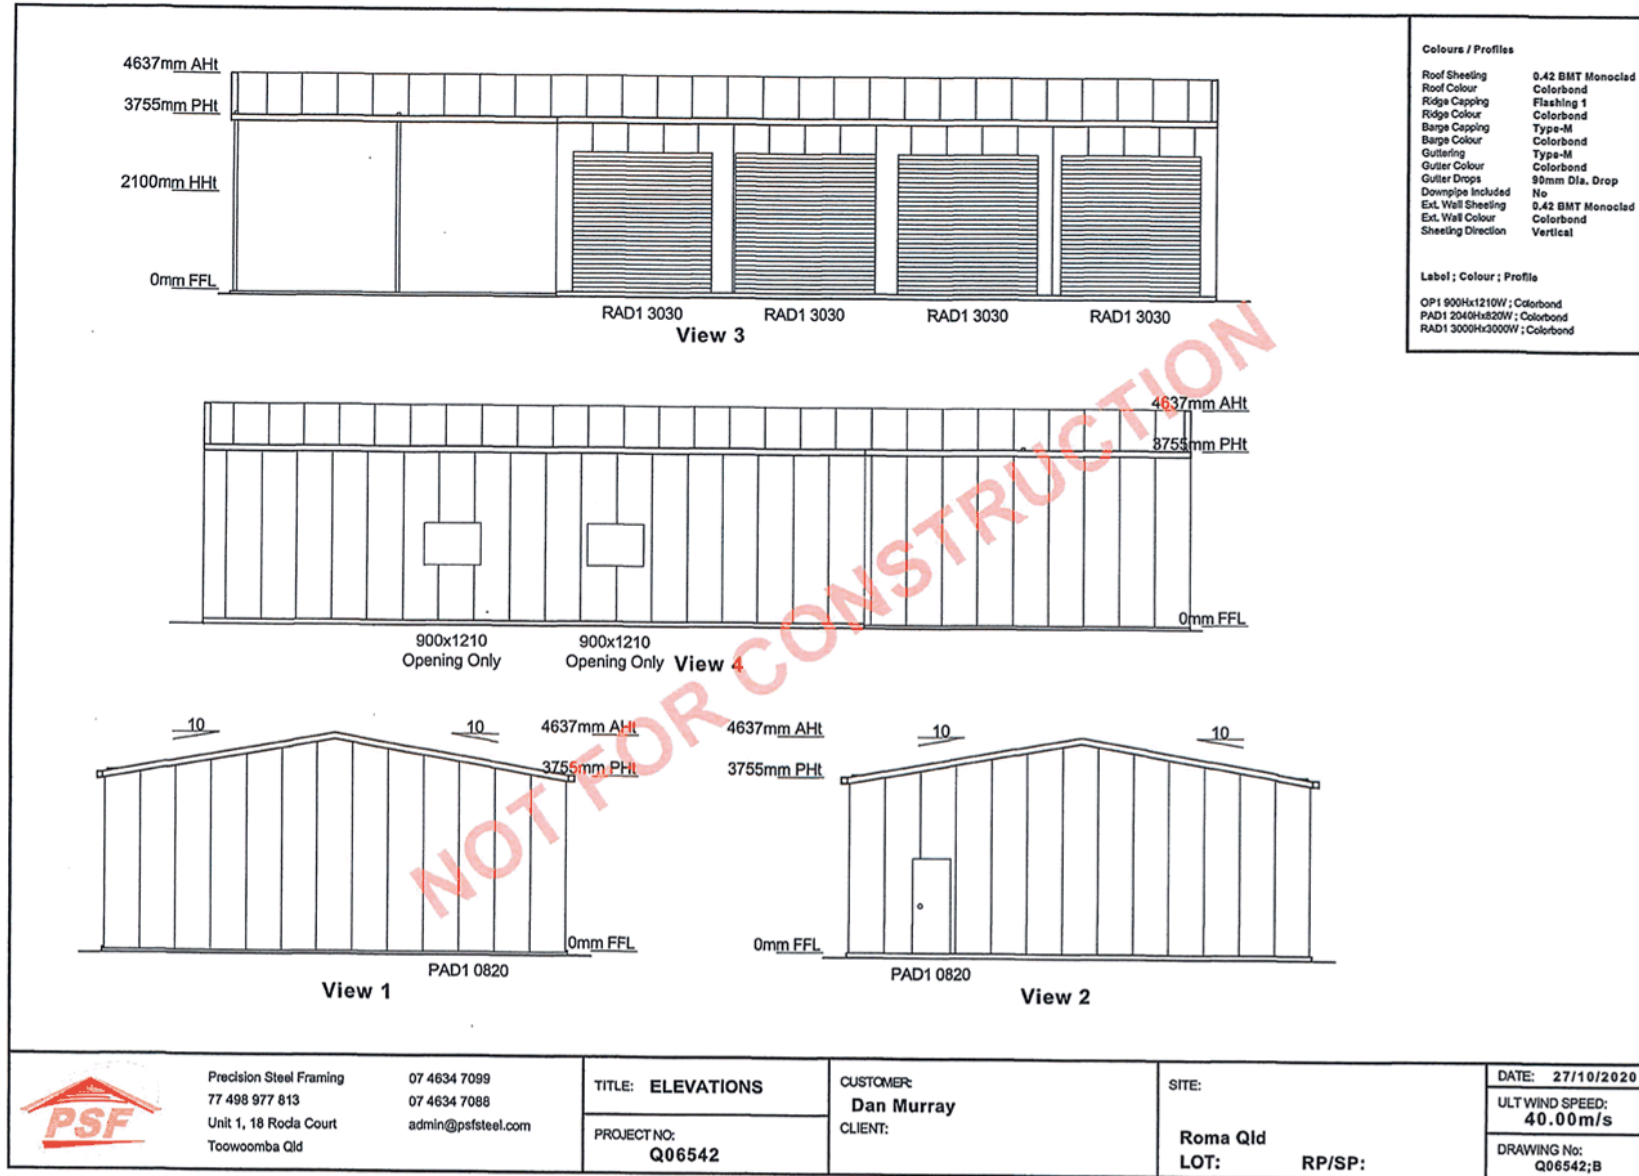 4637mm AHt
3755mm PHt
2100mm HHt
0mm FFL
RAD1 3030
RAD1 3030
RAD1 3030
RAD1 3030
View 3
Colours / Profiles
Roof Sheeting 0.42 BMT Monoclad
Roof Colour Colorbond
Ridge Capping Flashing 1
Ridge Colour Colorbond
Barge Capping Type-M
Barge Colour Colorbond
Guttering Type-M
Gutter Colour Colorbond
Gutter Drops 90mm Dia. Drop
Downpipe Included No
Ext. Wall Sheeting 0.42 BMT Monoclad
Ext. Wall Colour Colorbond
Sheeting Direction Vertical
Label ; Colour ; Profile
OP1 900Hx1210W ; Colorbond
PAD1 2040Hx820W ; Colorbond
RAD1 3000Hx3000W ; Colorbond
4637mm AHt
3755mm PHt
0mm FFL
900x1210
Opening Only
900x1210
Opening Only
View 4
NOT FOR CONSTRUCTION
10
10
4637mm AHt
3755mm PHt
0mm FFL
PAD1 0820
View 1
4637mm AHt
3755mm PHt
0mm FFL
10
10
PAD1 0820
View 2
PSF
Precision Steel Framing
77 498 977 813
Unit 1, 18 Rocla Court
Toowoomba Qld
07 4634 7099
07 4634 7088
admin@psfsteel.com
TITLE: ELEVATIONS
PROJECT NO:
Q06542
CUSTOMER:
Dan Murray
CLIENT:
SITE:
Roma Qld
LOT: RP/SP:
DATE: 27/10/2020
ULT WIND SPEED:
40.00m/s
DRAWING No:
Q06542;B